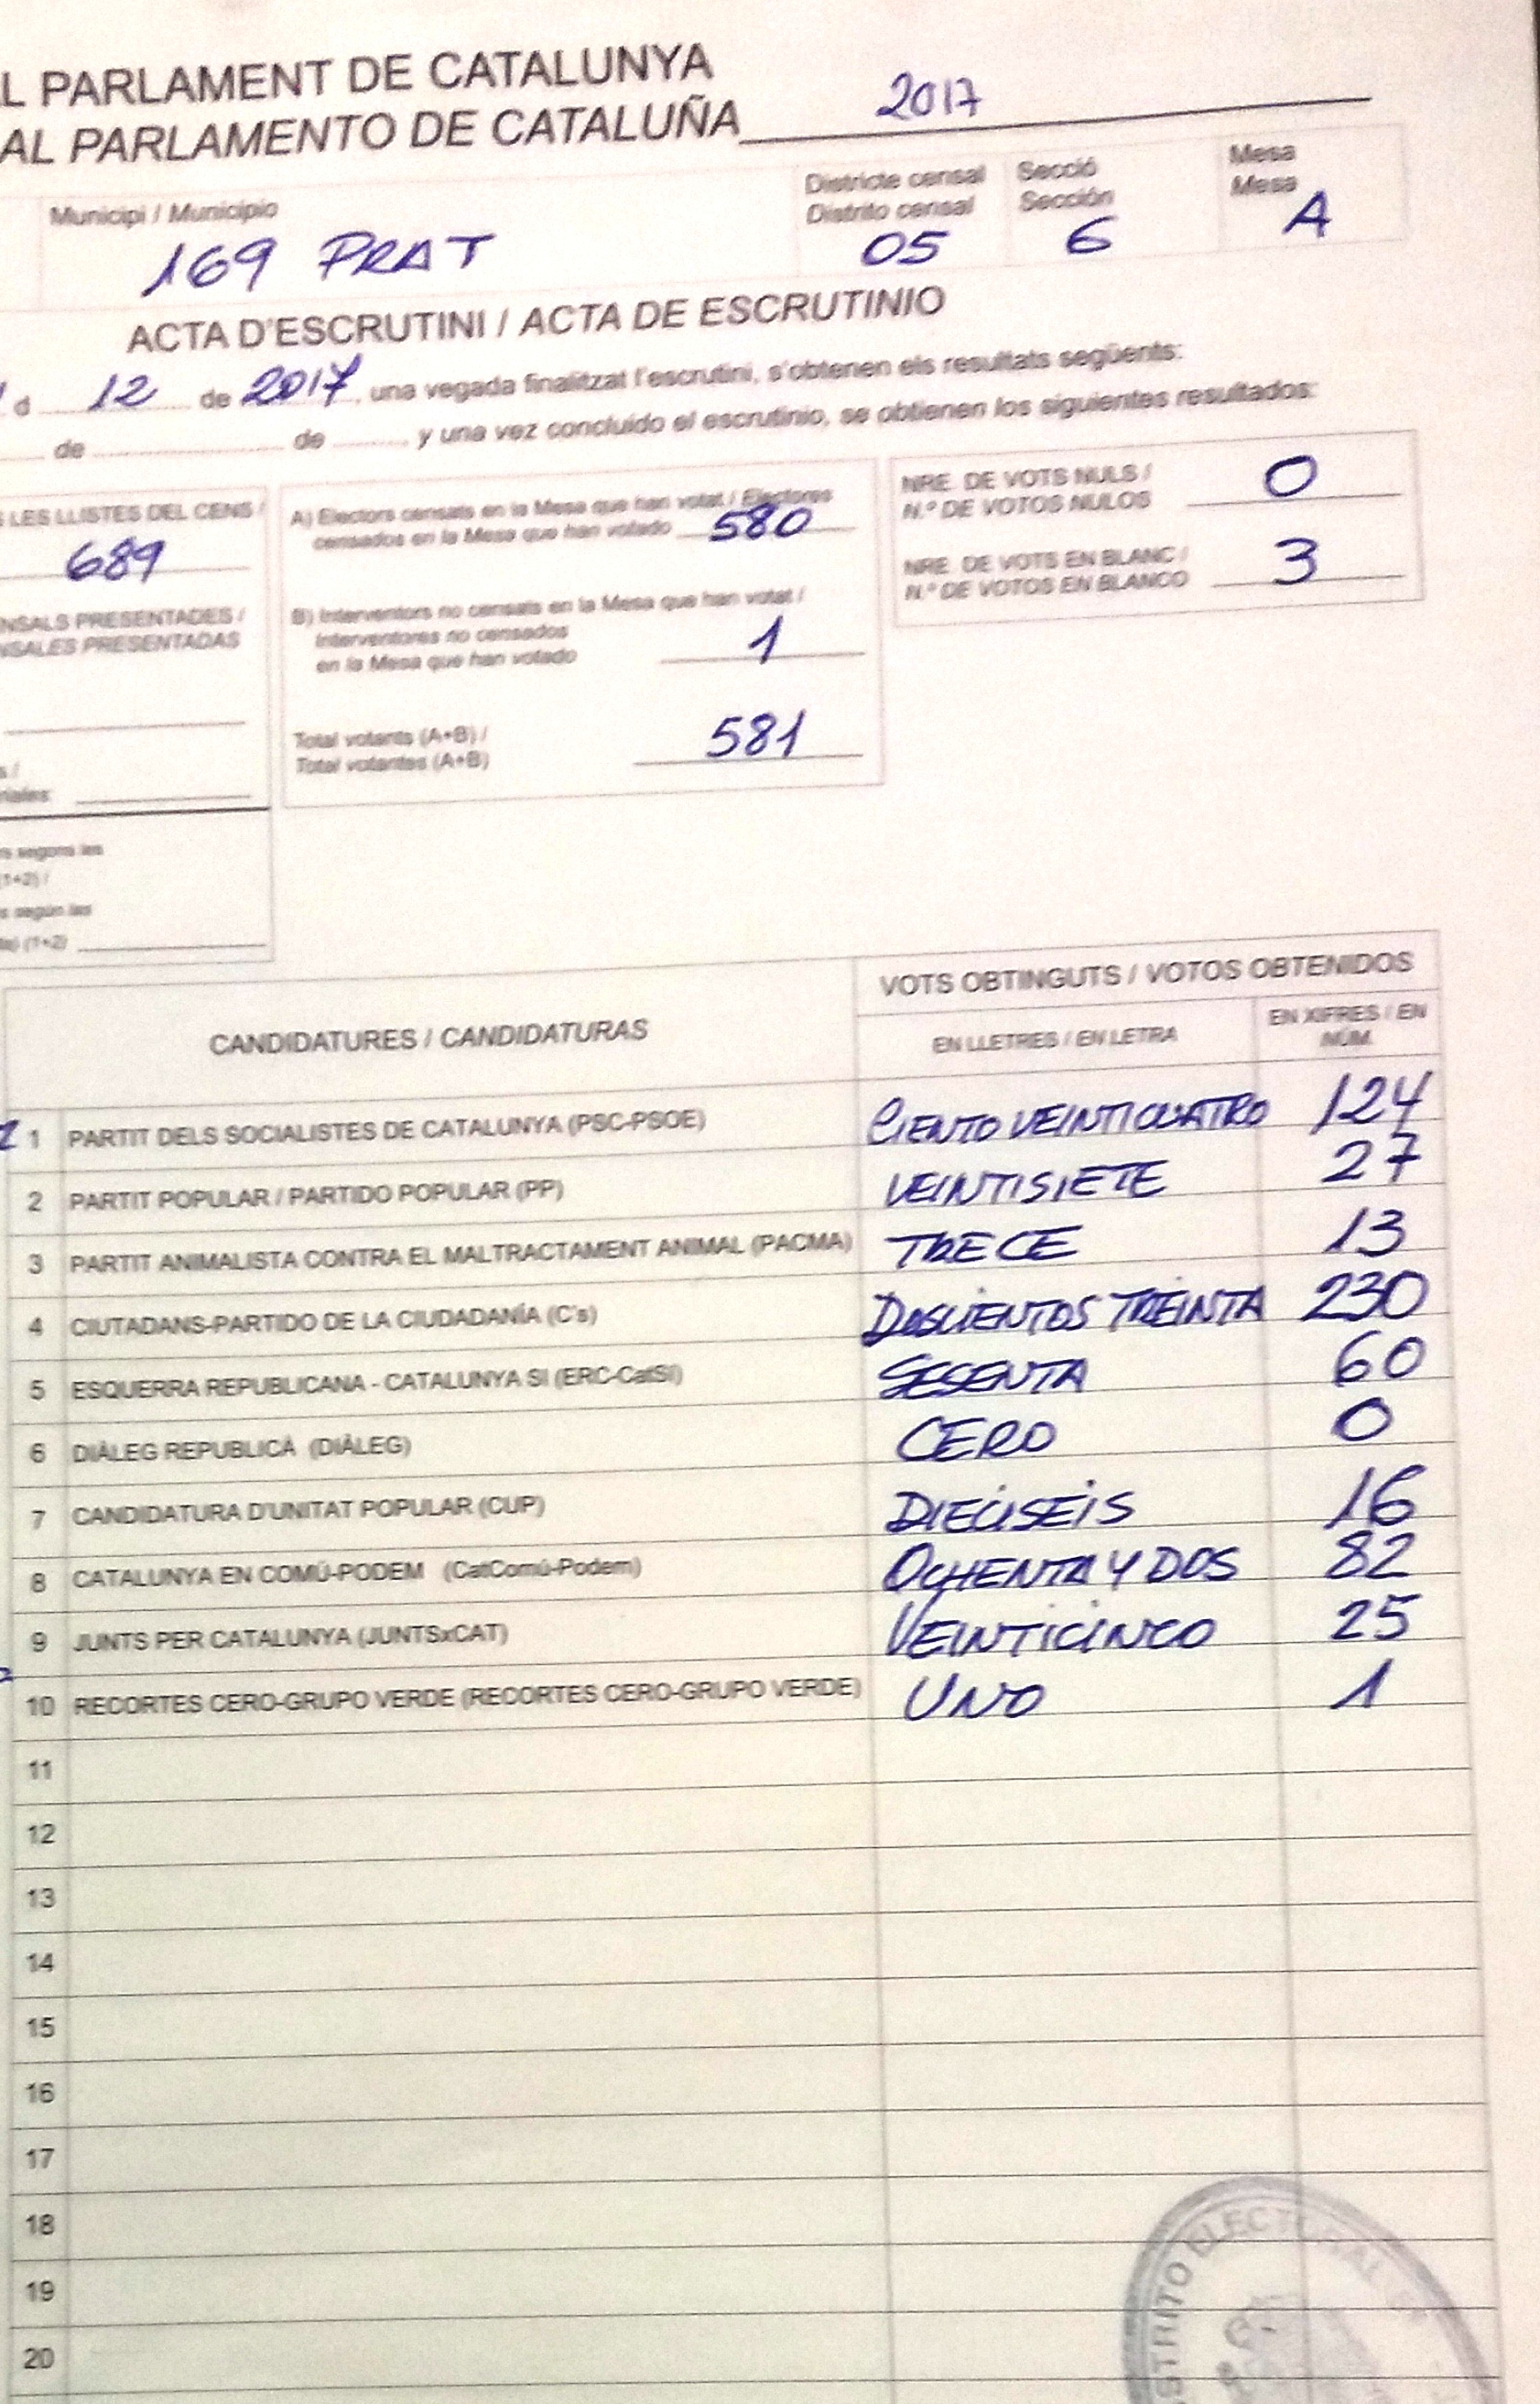 L PARLAMENT DE CATALUNYA
AL PARLAMENTO DE CATALUÑA 2017
Municipi / Municipio
169 PRAT
Districte censal
Distrito censal
05
Secció
Sección
6
Mesa
Mesa
A
ACTA D'ESCRUTINI / ACTA DE ESCRUTINIO
d 12 de 2017, una vegada finalitzat l'escrutini, s'obtenen els resultats següents:
de de , y una vez concluido el escrutinio, se obtienen los siguientes resultados:
LES LLISTES DEL CENS /
689
NSALS PRESENTADES /
NSALES PRESENTADAS
s /
riales:
rs segons les
(1+2) /
s según las
(1+2)
A) Electors censats en la Mesa que han votat / Electores
censados en la Mesa que han votado 580
B) Interventors no censats en la Mesa que han votat /
Interventores no censados
en la Mesa que han votado 1
Total votants (A+B) /
Total votantes (A+B) 581
NRE. DE VOTS NULS /
N.º DE VOTOS NULOS 0
NRE. DE VOTS EN BLANC /
N.º DE VOTOS EN BLANCO 3
CANDIDATURES / CANDIDATURAS
VOTS OBTINGUTS / VOTOS OBTENIDOS
EN LLETRES / EN LETRA
EN XIFRES / EN
NÚM.
1 PARTIT DELS SOCIALISTES DE CATALUNYA (PSC-PSOE) CIENTO VEINTICUATRO 124
2 PARTIT POPULAR / PARTIDO POPULAR (PP) VEINTISIETE 27
3 PARTIT ANIMALISTA CONTRA EL MALTRACTAMENT ANIMAL (PACMA) TRECE 13
4 CIUTADANS-PARTIDO DE LA CIUDADANÍA (C's) DOSCIENTOS TREINTA 230
5 ESQUERRA REPUBLICANA - CATALUNYA SI (ERC-CatSI) SESENTA 60
6 DIÀLEG REPUBLICÀ (DIÀLEG) CERO 0
7 CANDIDATURA D'UNITAT POPULAR (CUP) DIECISEIS 16
8 CATALUNYA EN COMÚ-PODEM (CatComú-Podem) OCHENTA Y DOS 82
9 JUNTS PER CATALUNYA (JUNTSxCAT) VEINTICINCO 25
10 RECORTES CERO-GRUPO VERDE (RECORTES CERO-GRUPO VERDE) UNO 1
11
12
13
14
15
16
17
18
19
20
STRITO ELECTORAL